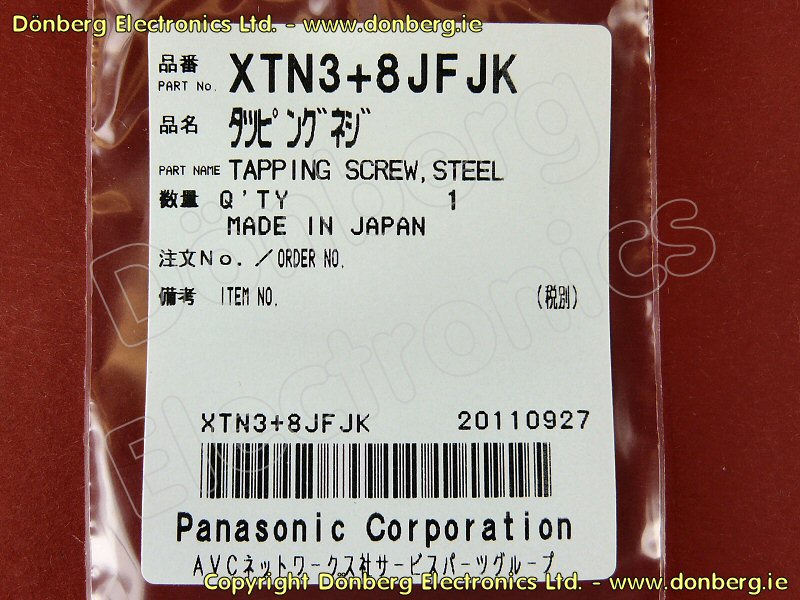 Dönberg Electronics Ltd. - www.donberg.ie
品番 XTN3+8JFJK
PART No.
品名 タッピングネジ
PART NAME TAPPING SCREW,STEEL
数量 Q'TY 1
MADE IN JAPAN
注文No./ORDER NO.
備考 ITEM NO. (税別)
XTN3+8JFJK 20110927
Panasonic Corporation
AVCネットワークス社サービスパーツグループ
Copyright Dönberg Electronics Ltd. - www.donberg.ie
Dönberg
Electronics